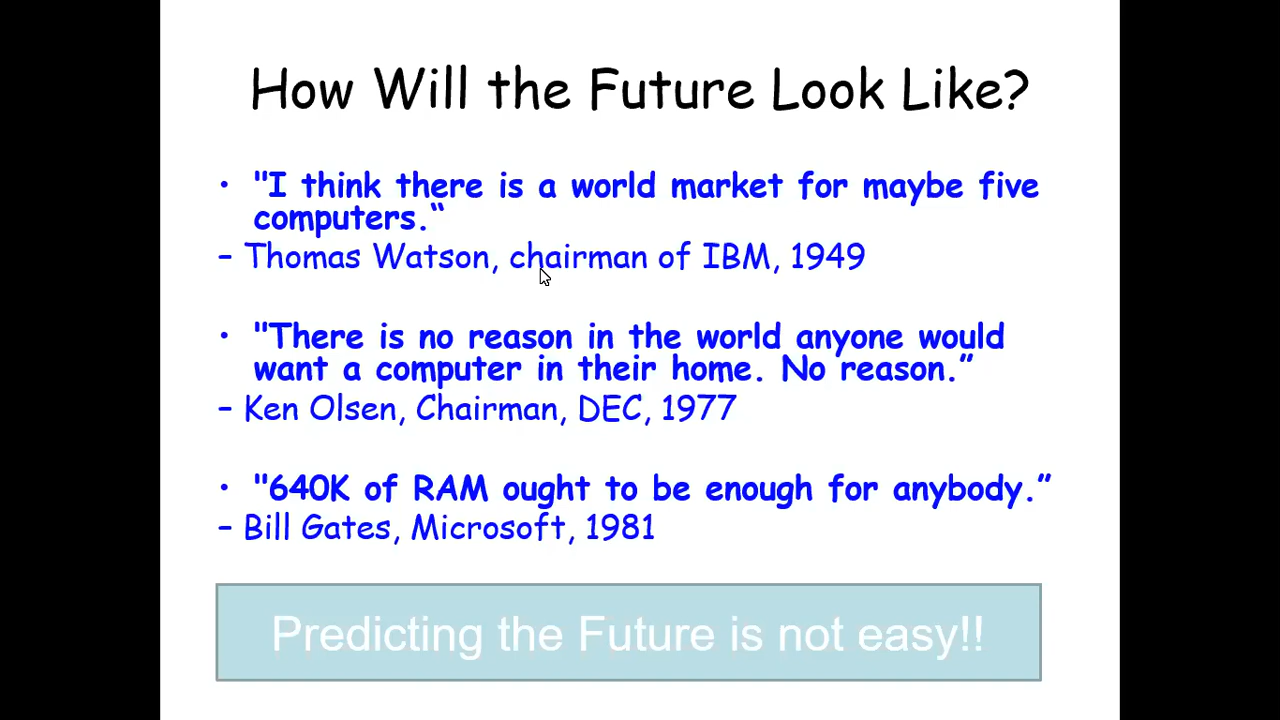 How Will the Future Look Like?
• "I think there is a world market for maybe five
computers.“
– Thomas Watson, chairman of IBM, 1949
• "There is no reason in the world anyone would
want a computer in their home. No reason.”
– Ken Olsen, Chairman, DEC, 1977
• "640K of RAM ought to be enough for anybody.”
– Bill Gates, Microsoft, 1981
Predicting the Future is not easy!!